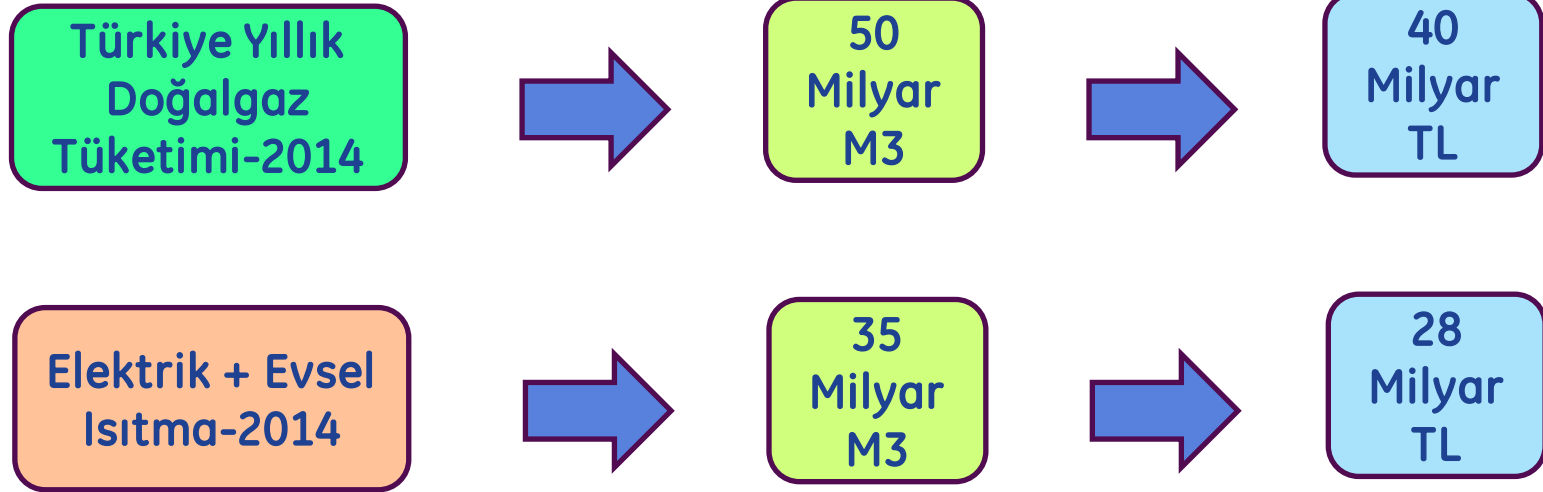 Türkiye Yıllık
Doğalgaz
Tüketimi-2014
50
Milyar
M3
40
Milyar
TL
Elektrik + Evsel
Isıtma-2014
35
Milyar
M3
28
Milyar
TL